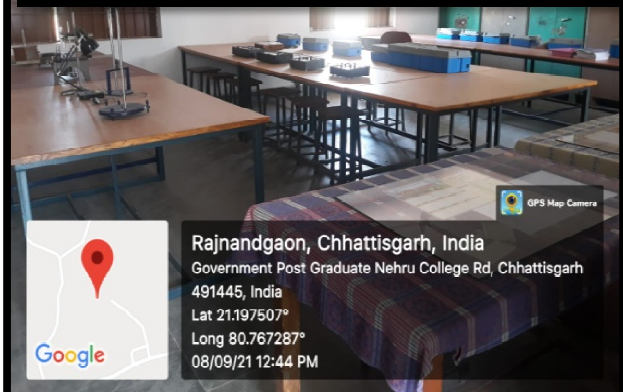 GPS Map Camera
Rajnandgaon, Chhattisgarh, India
Government Post Graduate Nehru College Rd, Chhattisgarh
491445, India
Lat 21.197507°
Long 80.767287°
08/09/21 12:44 PM
Google